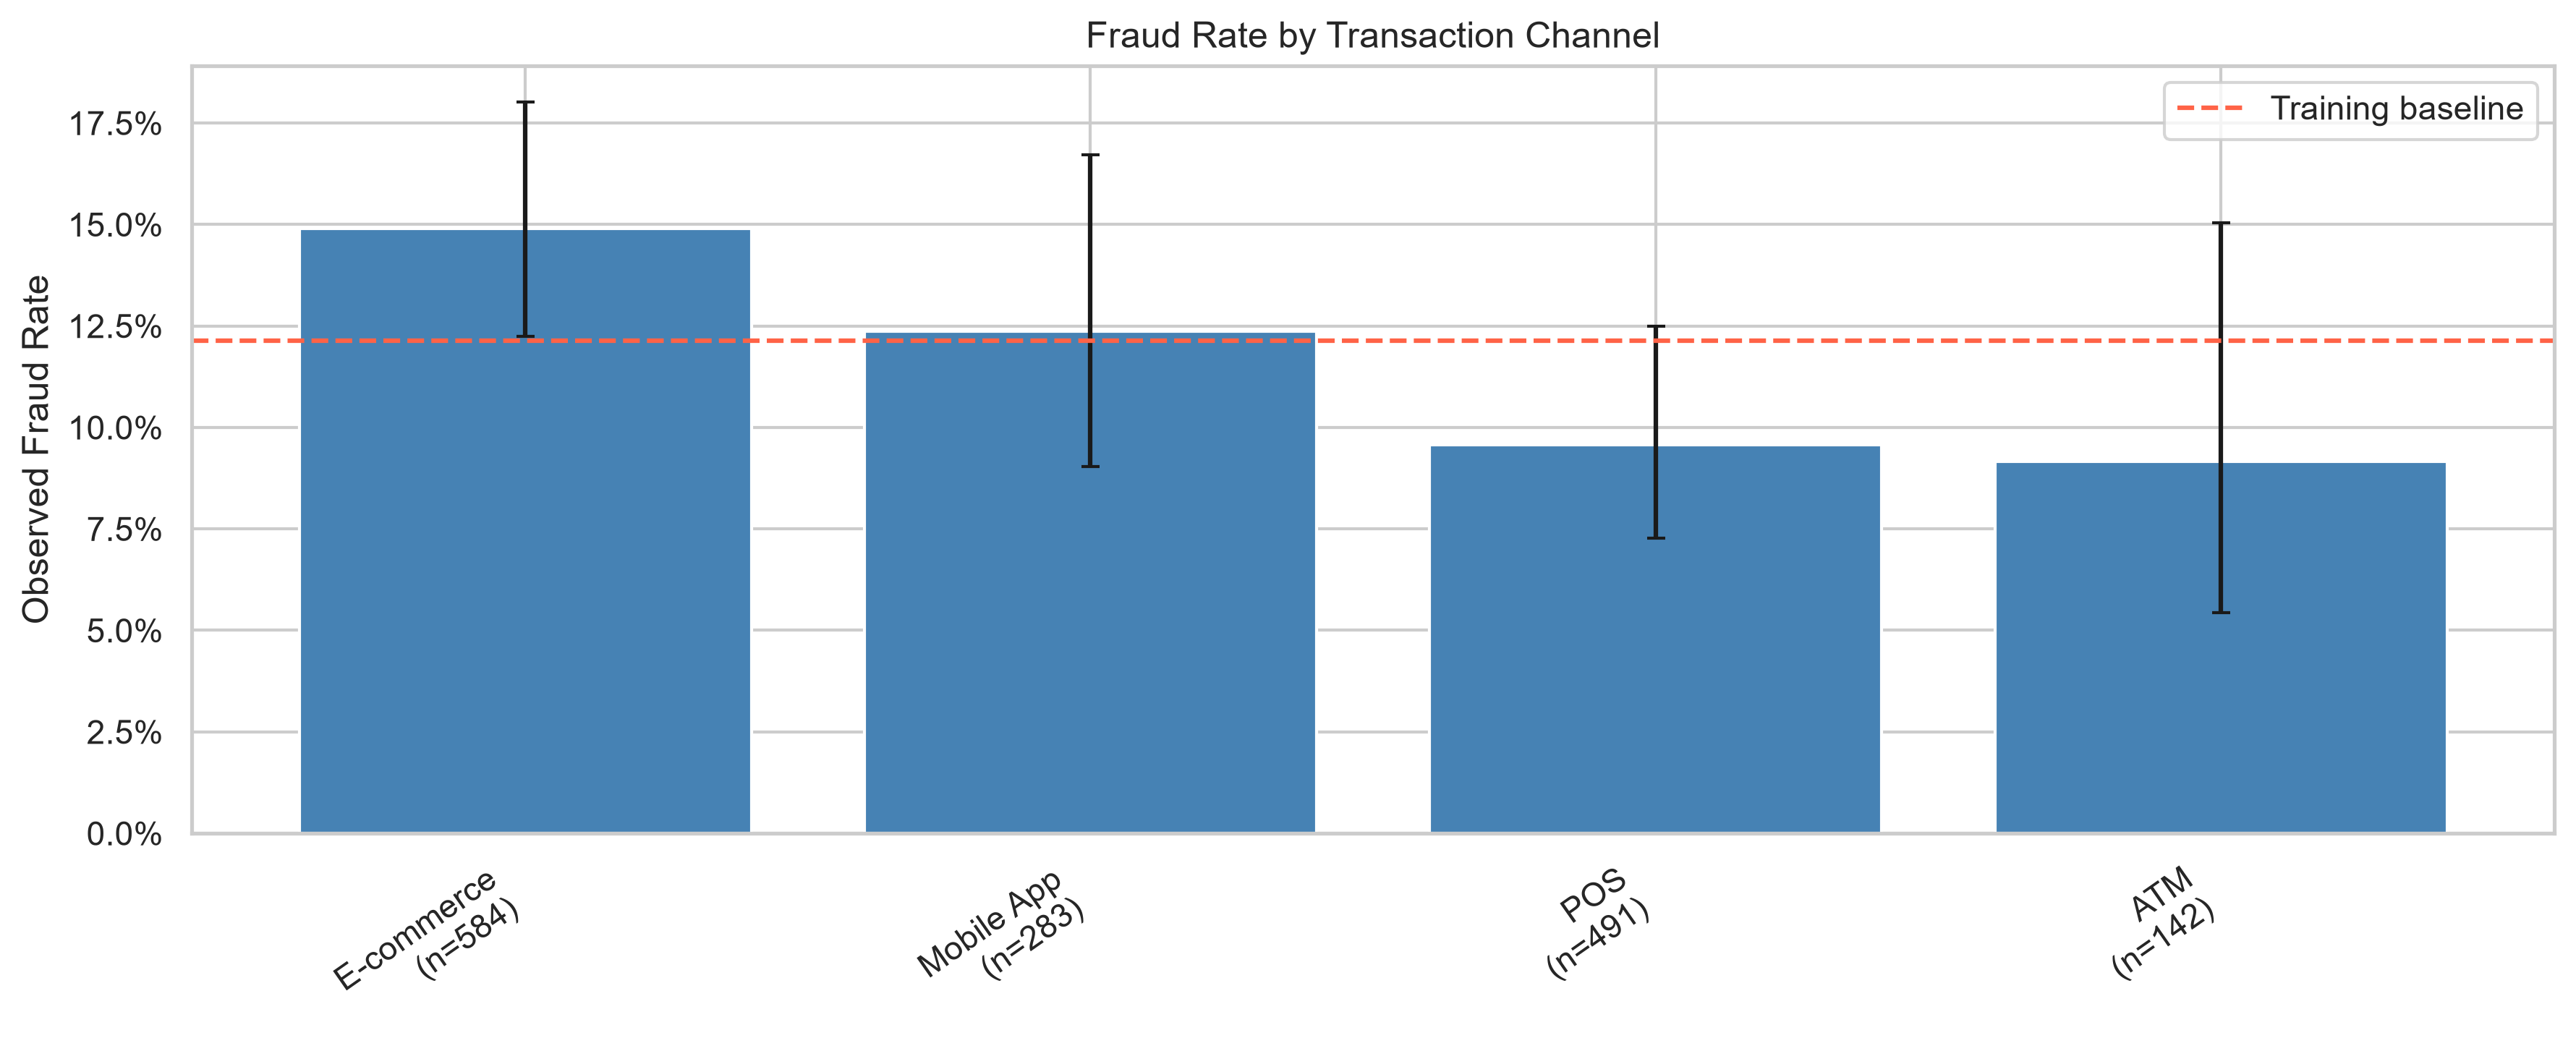 Fraud Rate by Transaction Channel
Training baseline
Observed Fraud Rate
17.5%
15.0%
12.5%
10.0%
7.5%
5.0%
2.5%
0.0%
E-commerce
(n=584)
Mobile App
(n=283)
POS
(n=491)
ATM
(n=142)